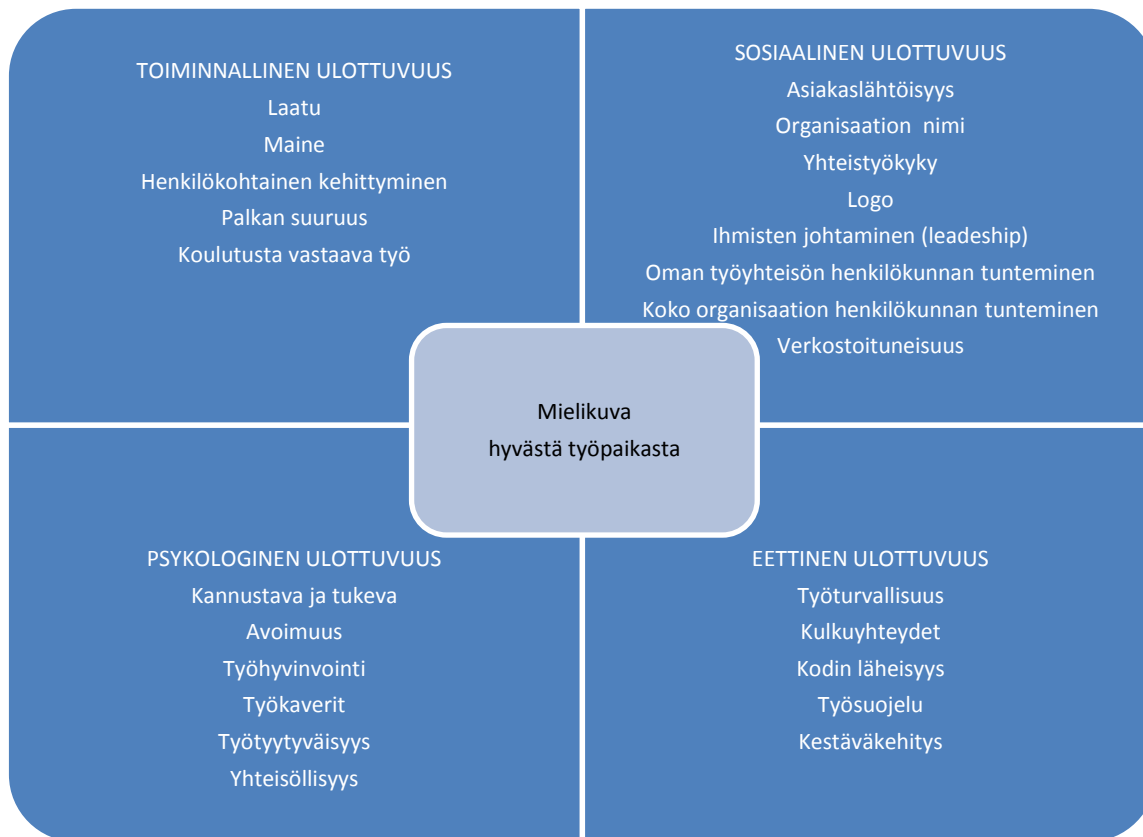 TOIMINNALLINEN ULOTTUVUUS
Laatu
Maine
Henkilökohtainen kehittyminen
Palkan suuruus
Koulutusta vastaava työ
SOSIAALINEN ULOTTUVUUS
Asiakaslähtöisyys
Organisaation nimi
Yhteistyökyky
Logo
Ihmisten johtaminen (leadeship)
Oman työyhteisön henkilökunnan tunteminen
Koko organisaation henkilökunnan tunteminen
Verkostoituneisuus
Mielikuva
hyvästä työpaikasta
PSYKOLOGINEN ULOTTUVUUS
Kannustava ja tukeva
Avoimuus
Työhyvinvointi
Työkaverit
Työtyytyväisyys
Yhteisöllisyys
EETTINEN ULOTTUVUUS
Työturvallisuus
Kulkuyhteydet
Kodin läheisyys
Työsuojelu
Kestäväkehitys